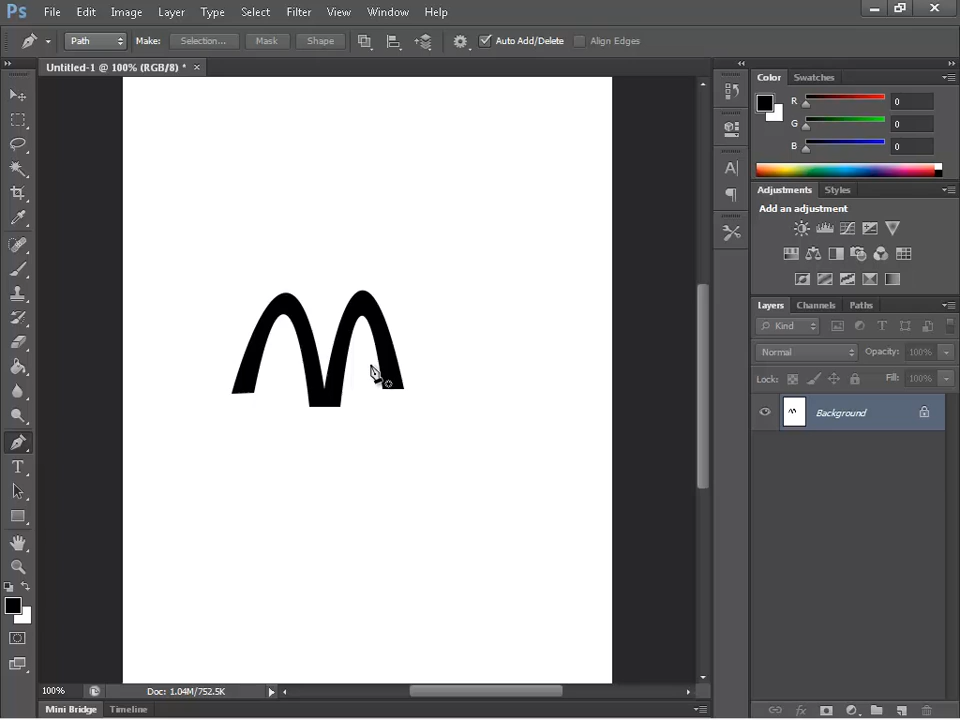 Ps File Edit Image Layer Type Select Filter View Window Help
Path Make: Selection... Mask Shape Auto Add/Delete Align Edges
Untitled-1 @ 100% (RGB/8) * ×
Color Swatches
R 0
G 0
B 0
Adjustments Styles
Add an adjustment
Layers Channels Paths
Kind T
Normal Opacity: 100%
Lock: Fill: 100%
Background
T
A
fx
100% Doc: 1.04M/752.5K
Mini Bridge Timeline